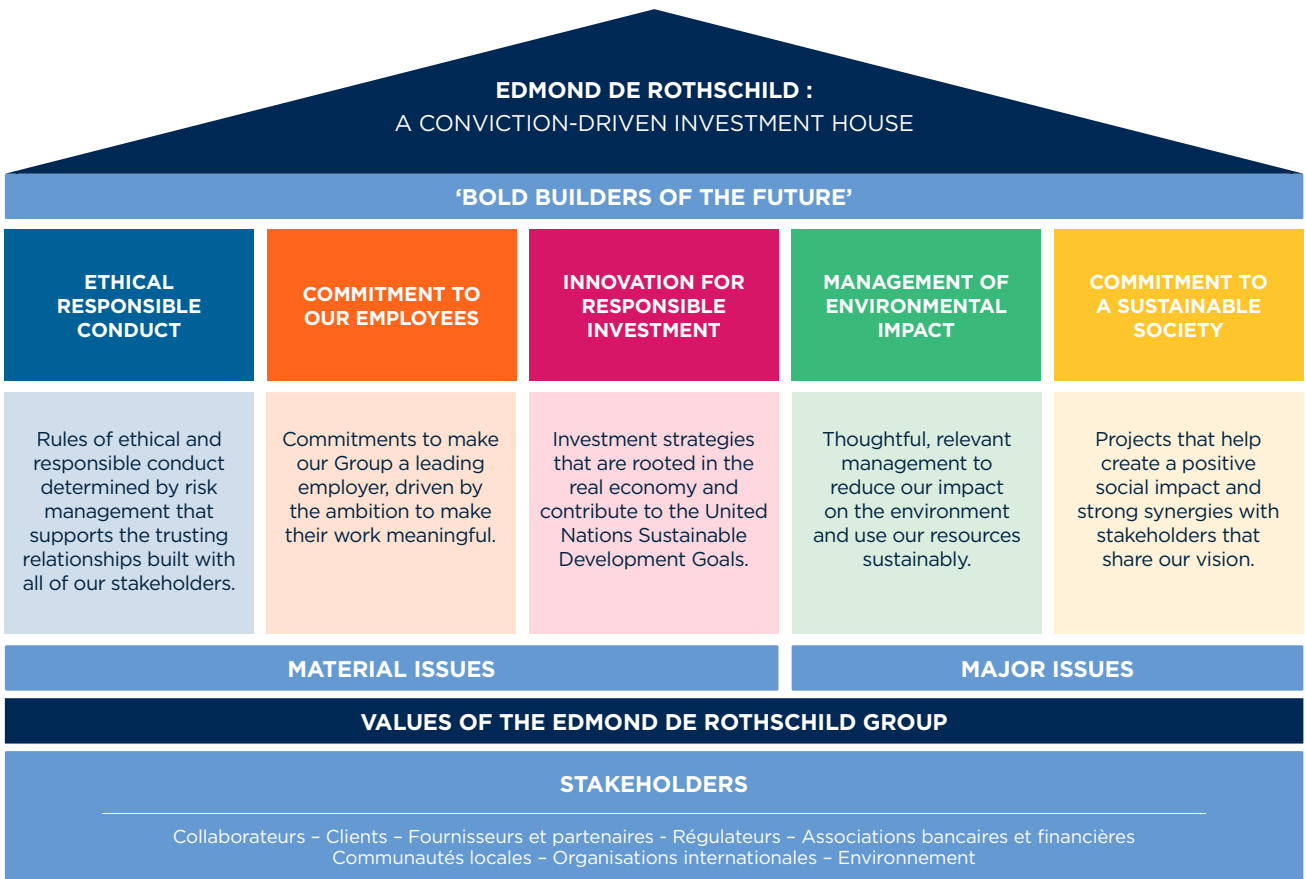 EDMOND DE ROTHSCHILD :
A CONVICTION-DRIVEN INVESTMENT HOUSE
‘BOLD BUILDERS OF THE FUTURE’
ETHICAL
RESPONSIBLE
CONDUCT
COMMITMENT TO
OUR EMPLOYEES
INNOVATION FOR
RESPONSIBLE
INVESTMENT
MANAGEMENT OF
ENVIRONMENTAL
IMPACT
COMMITMENT TO
A SUSTAINABLE
SOCIETY
Rules of ethical and
responsible conduct
determined by risk
management that
supports the trusting
relationships built with
all of our stakeholders.
Commitments to make
our Group a leading
employer, driven by
the ambition to make
their work meaningful.
Investment strategies
that are rooted in the
real economy and
contribute to the United
Nations Sustainable
Development Goals.
Thoughtful, relevant
management to
reduce our impact
on the environment
and use our resources
sustainably.
Projects that help
create a positive
social impact and
strong synergies with
stakeholders that
share our vision.
MATERIAL ISSUES
MAJOR ISSUES
VALUES OF THE EDMOND DE ROTHSCHILD GROUP
STAKEHOLDERS
Collaborateurs – Clients – Fournisseurs et partenaires - Régulateurs – Associations bancaires et financières
Communautés locales – Organisations internationales – Environnement